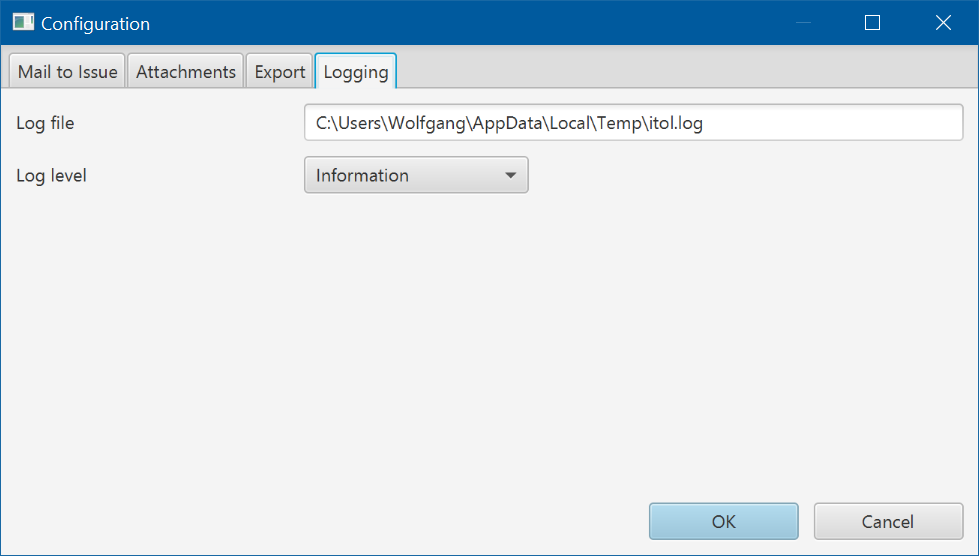 Configuration
Mail to Issue Attachments Export Logging
Log file C:\Users\Wolfgang\AppData\Local\Temp\itol.log
Log level Information
OK Cancel